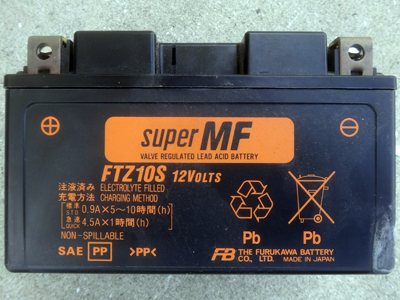 super MF
VALVE REGULATED LEAD ACID BATTERY
FTZ10S 12VOLTS
注液済み ELECTROLYTE FILLED
充電方法 CHARGING METHOD
標準 STD 0.9A×5~10時間(h)
急速 QUICK 4.5A×1時間(h)
NON-SPILLABLE
SAE PP >PP<
Pb Pb
FB THE FURUKAWA BATTERY
CO., LTD. MADE IN JAPAN